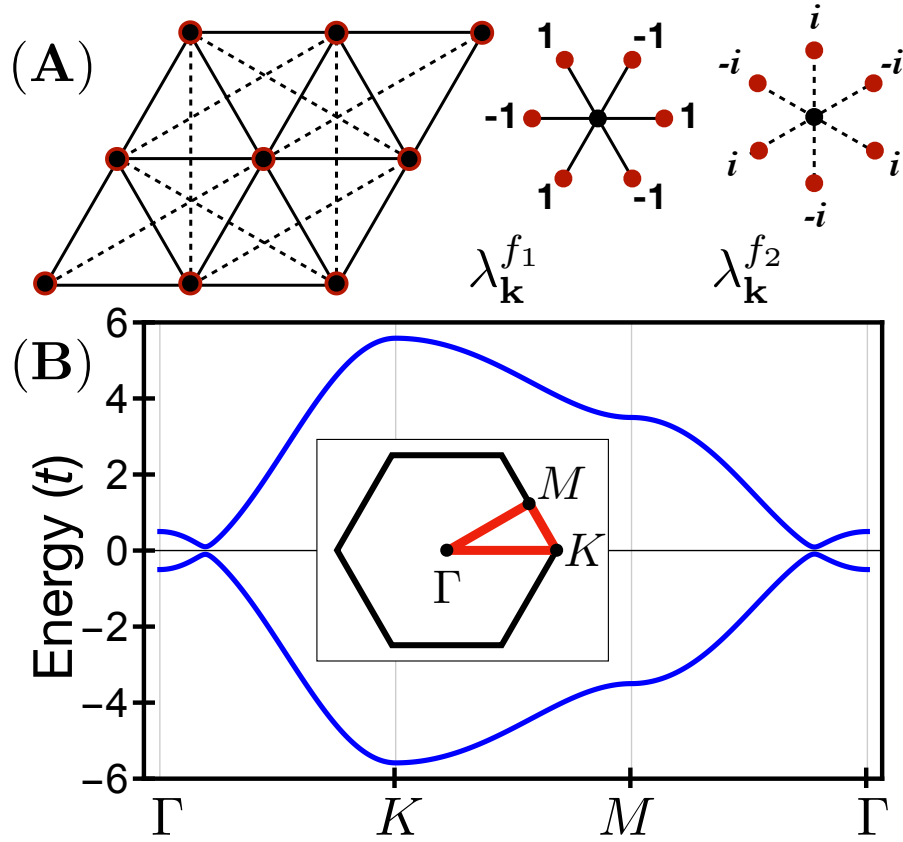 (A)
1 -1
-1 1
1 -1
λ_k^{f_1}
i
-i -i
i i
-i
λ_k^{f_2}
(B)
Energy (t)
6
4
2
0
−2
−4
−6
M
K
Γ
Γ K M Γ